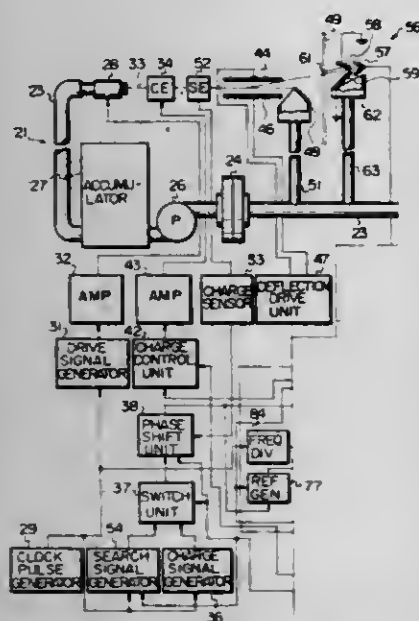 49
56
58
28
33
34
52
44
61
57
23
CE
SE
59
62
46
48
21
27
24
26
ACCUMU-
LATOR
P
51
63
23
32
43
53
47
AMP
AMP
CHARGE
SENSOR
DEFLECTION
DRIVE
UNIT
31
42
DRIVE
SIGNAL
GENERATOR
CHARGE
CONTROL
UNIT
38
84
PHASE
SHIFT
UNIT
FREQ
DIV
37
REF
GEN
77
SWITCH
UNIT
29
54
CLOCK
PULSE
GENERATOR
SEARCH
SIGNAL
GENERATOR
CHARGE
SIGNAL
GENERATOR
36